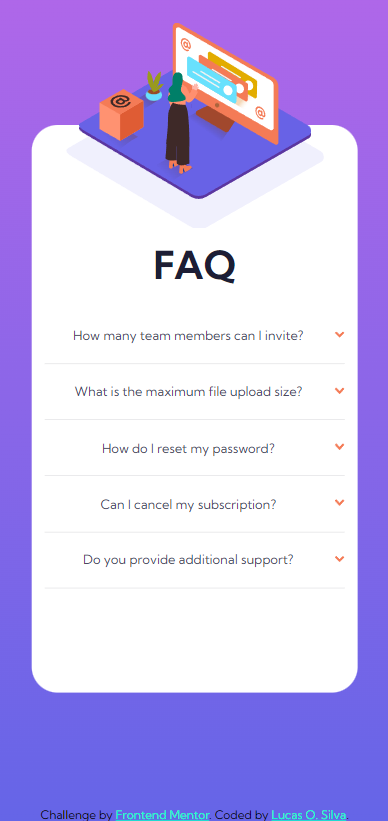 @
@
@
FAQ
How many team members can I invite?
What is the maximum file upload size?
How do I reset my password?
Can I cancel my subscription?
Do you provide additional support?
Challenge by Frontend Mentor. Coded by Lucas O. Silva